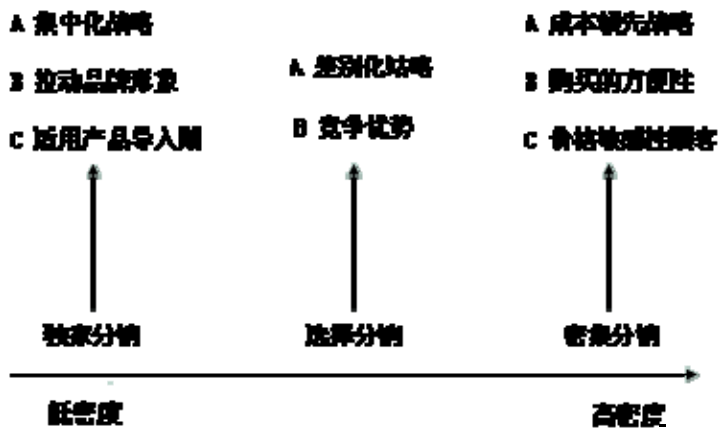 A 集中化战略
B 拉动品牌形象
C 适用产品导入期
A 差别化战略
B 竞争优势
A 成本领先战略
B 购买的方便性
C 价格敏感性顾客
独家分销
选择分销
密集分销
低密度
高密度